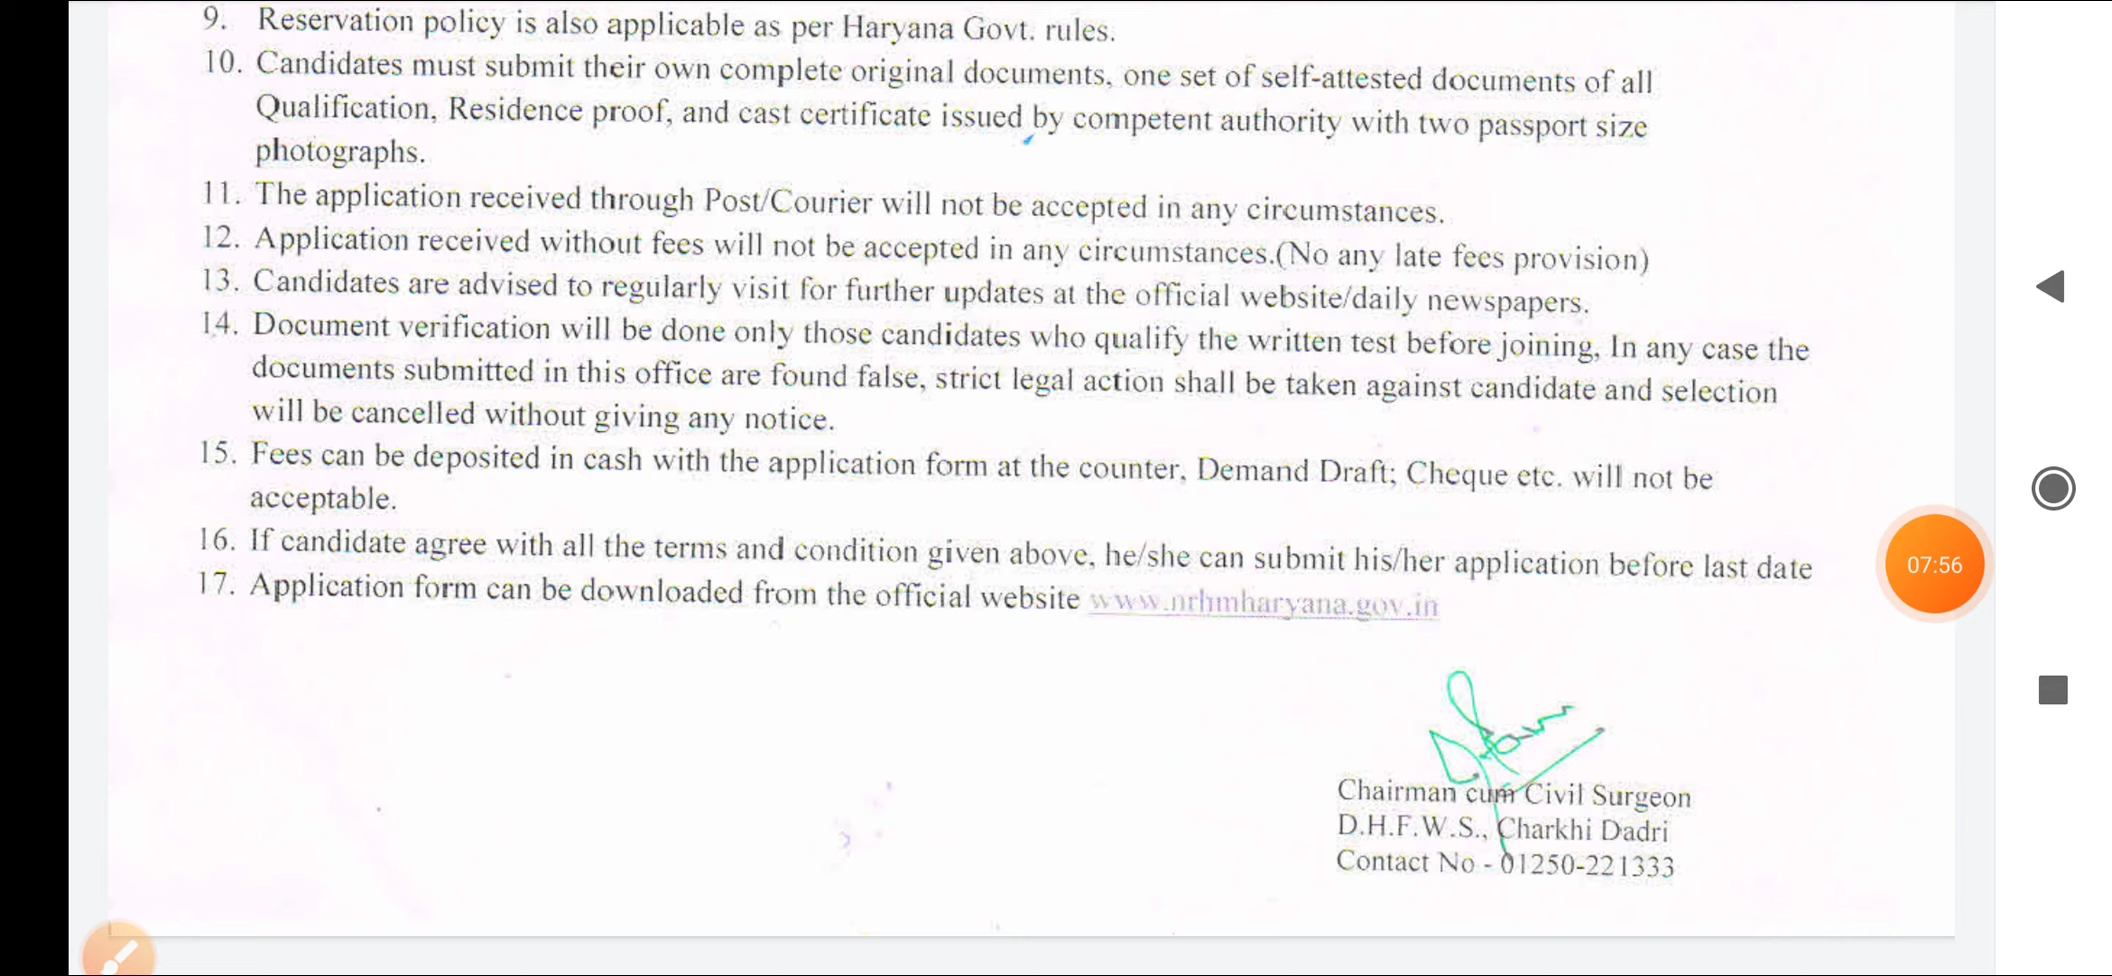 9. Reservation policy is also applicable as per Haryana Govt. rules.
10. Candidates must submit their own complete original documents, one set of self-attested documents of all
Qualification, Residence proof, and cast certificate issued by competent authority with two passport size
photographs.
11. The application received through Post/Courier will not be accepted in any circumstances.
12. Application received without fees will not be accepted in any circumstances.(No any late fees provision)
13. Candidates are advised to regularly visit for further updates at the official website/daily newspapers.
14. Document verification will be done only those candidates who qualify the written test before joining, In any case the
documents submitted in this office are found false, strict legal action shall be taken against candidate and selection
will be cancelled without giving any notice.
15. Fees can be deposited in cash with the application form at the counter, Demand Draft; Cheque etc. will not be
acceptable.
16. If candidate agree with all the terms and condition given above, he/she can submit his/her application before last date
17. Application form can be downloaded from the official website www.nrhmharyana.gov.in
07:56
Chairman cum Civil Surgeon
D.H.F.W.S., Charkhi Dadri
Contact No - 01250-221333